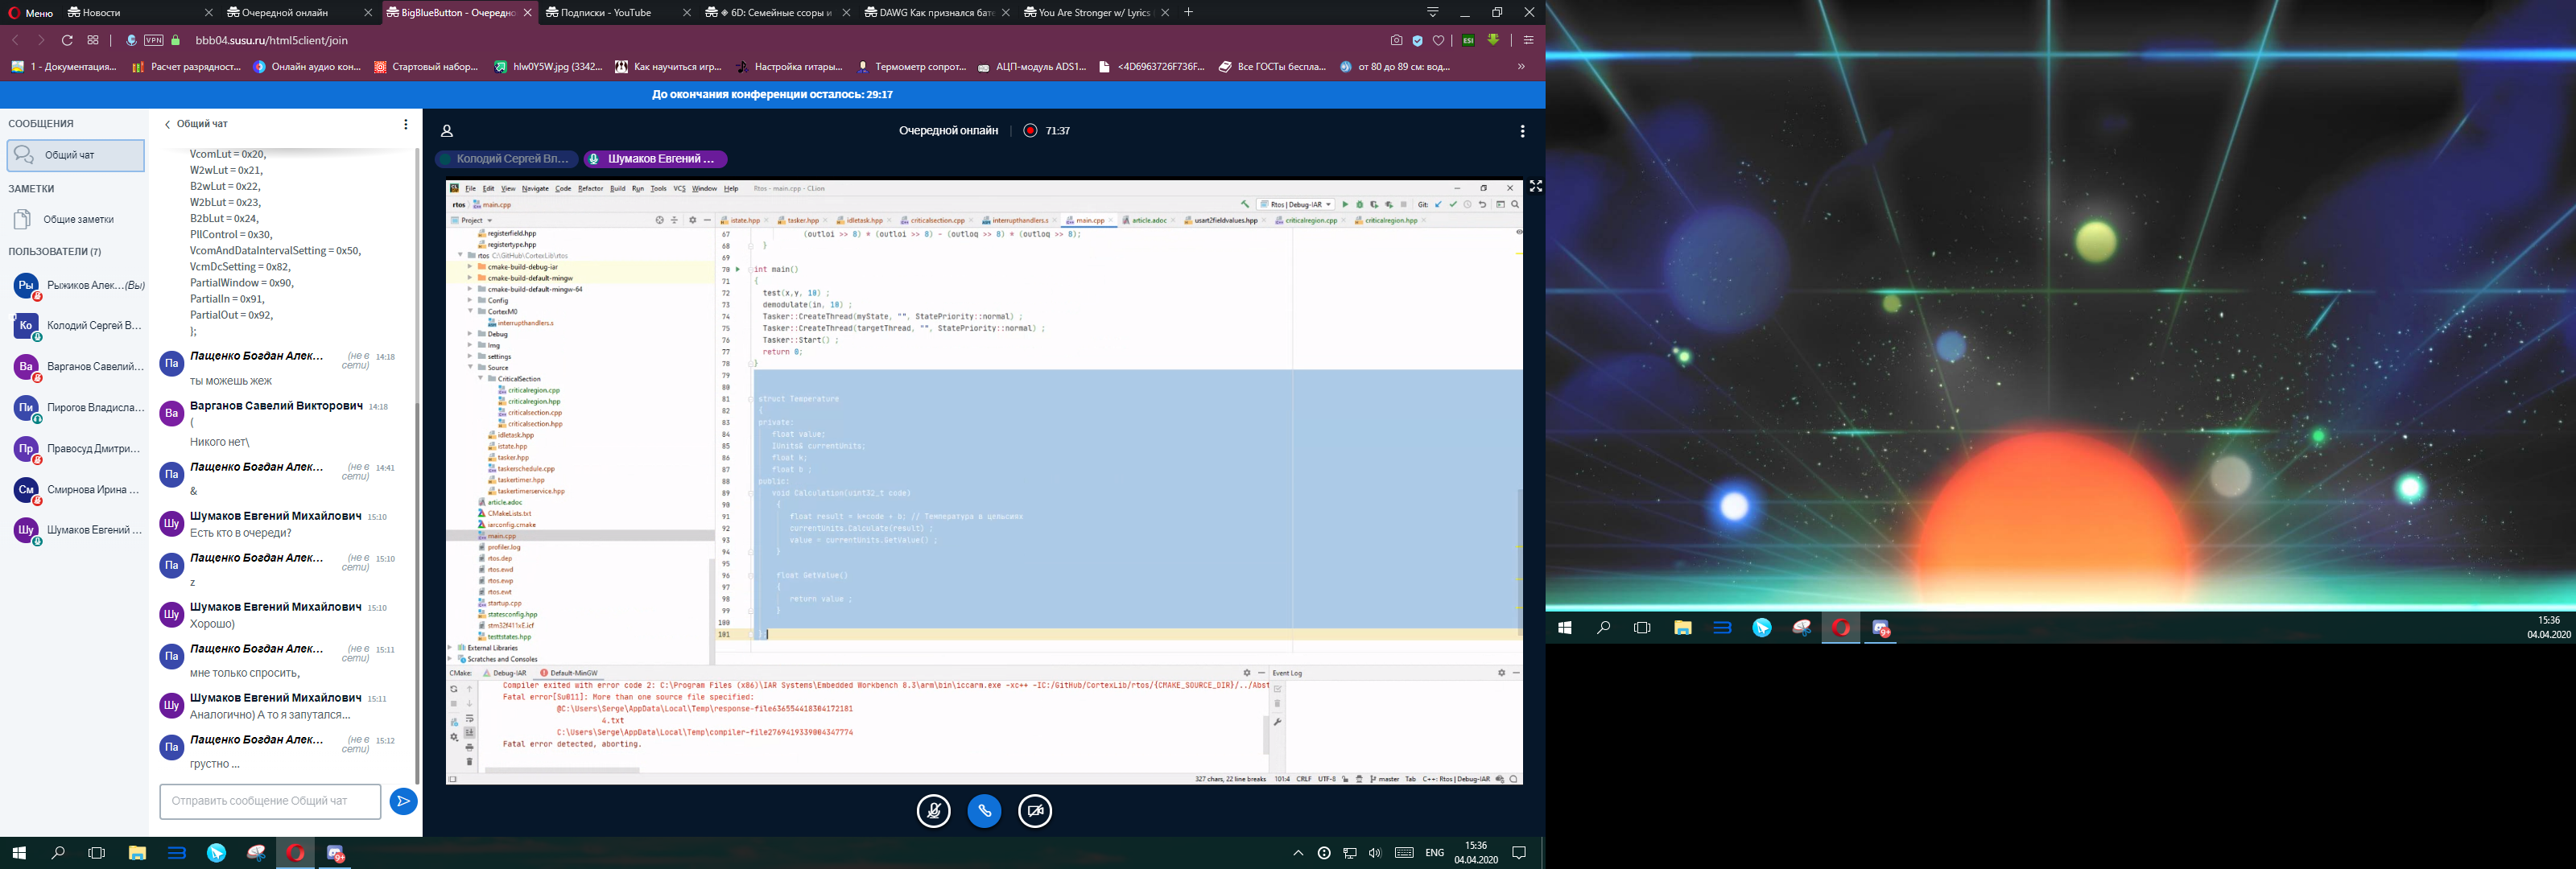 Меню
Новости
Очередной онлайн
BigBlueButton - Очередно
Подписки - YouTube
6D: Семейные ссоры и
DAWG Как признался бате
You Are Stronger w/ Lyrics
VPN
bbb04.susu.ru/html5client/join
1 - Документация...
Расчет разрядност...
Онлайн аудио кон...
Стартовый набор...
hlw0Y5W.jpg (3342...
Как научиться игр...
Настройка гитары...
Термометр сопрот...
АЦП-модуль ADS1...
<4D6963726F736F...
Все ГОСТы беспла...
от 80 до 89 см: вод...
До окончания конференции осталось: 29:17
СООБЩЕНИЯ
Общий чат
ЗАМЕТКИ
Общие заметки
ПОЛЬЗОВАТЕЛИ (7)
Ры Рыжиков Алек...(Вы)
Ко Колодий Сергей В...
Ва Варганов Савелий...
Пи Пирогов Владисла...
Пр Правосуд Дмитри...
См Смирнова Ирина ...
Шу Шумаков Евгений ...
Общий чат
VcomLut = 0x20,
W2wLut = 0x21,
B2wLut = 0x22,
W2bLut = 0x23,
B2bLut = 0x24,
PllControl = 0x30,
VcomAndDataIntervalSetting = 0x50,
VcmDcSetting = 0x82,
PartialWindow = 0x90,
PartialIn = 0x91,
PartialOut = 0x92,
};
Па Пащенко Богдан Алек... (не в сети) 14:18
ты можешь жеж
Ва Варганов Савелий Викторович 14:18
(
Никого нет\
Па Пащенко Богдан Алек... (не в сети) 14:41
&
Шу Шумаков Евгений Михайлович 15:10
Есть кто в очереди?
Па Пащенко Богдан Алек... (не в сети) 15:10
z
Шу Шумаков Евгений Михайлович 15:10
Хорошо)
Па Пащенко Богдан Алек... (не в сети) 15:11
мне только спросить,
Шу Шумаков Евгений Михайлович 15:11
Аналогично) А то я запутался...
Па Пащенко Богдан Алек... (не в сети) 15:12
грустно ...
Отправить сообщение Общий чат
Очередной онлайн
71:37
Колодий Сергей Вл...
Шумаков Евгений ...
File Edit View Navigate Code Refactor Build Run Tools VCS Window Help Rtos - main.cpp - CLion
rtos main.cpp
Rtos | Debug-IAR
Git:
Project
istate.hpp
tasker.hpp
idletask.hpp
criticalsection.cpp
interrupthandlers.s
main.cpp
article.adoc
usart2fieldvalues.hpp
criticalregion.cpp
criticalregion.hpp
registerfield.hpp
registertype.hpp
rtos C:\GitHub\CortexLib\rtos
cmake-build-debug-iar
cmake-build-default-mingw
cmake-build-default-mingw-64
Config
CortexM0
interrupthandlers.s
Debug
Img
settings
Source
CriticalSection
criticalregion.cpp
criticalregion.hpp
criticalsection.cpp
criticalsection.hpp
idletask.hpp
istate.hpp
tasker.hpp
taskerschedule.cpp
taskertimer.hpp
taskertimerservice.hpp
article.adoc
CMakeLists.txt
iarconfig.cmake
main.cpp
profiler.log
rtos.dep
rtos.ewd
rtos.ewp
rtos.ewt
startup.cpp
statesconfig.hpp
stm32f411xE.icf
teststates.hpp
External Libraries
Scratches and Consoles
67 (outloi >> 8) * (outloi >> 8) - (outloq >> 8) * (outloq >> 8);
68 }
69
70 int main()
71 {
72 test(x,y, 10) ;
73 demodulate(in, 10) ;
74 Tasker::CreateThread(myState, "", StatePriority::normal) ;
75 Tasker::CreateThread(targetThread, "", StatePriority::normal) ;
76 Tasker::Start() ;
77 return 0;
78 }
79
80
81 struct Temperature
82 {
83 private:
84 float value;
85 IUnits& currentUnits;
86 float k;
87 float b ;
88 public:
89 void Calculation(uint32_t code)
90 {
91 float result = k*code + b; // Температура в цельсиях
92 currentUnits.Calculate(result) ;
93 value = currentUnits.GetValue() ;
94 }
95
96 float GetValue()
97 {
98 return value ;
99 }
100
101 }
CMake: Debug-IAR Default-MinGW
Event Log
Compiler exited with error code 2: C:\Program Files (x86)\IAR Systems\Embedded Workbench 8.3\arm\bin\iccarm.exe -xc++ -IC:/GitHub/CortexLib/rtos/{CMAKE_SOURCE_DIR}/../Abst
Fatal error[Su011]: More than one source file specified:
@C:\Users\Serge\AppData\Local\Temp\response-file636554418304172181
4.txt
C:\Users\Serge\AppData\Local\Temp\compiler-file2769419339004347774
Fatal error detected, aborting.
327 chars, 22 line breaks 101:4 CRLF UTF-8 master Tab C++: Rtos | Debug-IAR
ENG
15:36
04.04.2020
15:36
04.04.2020